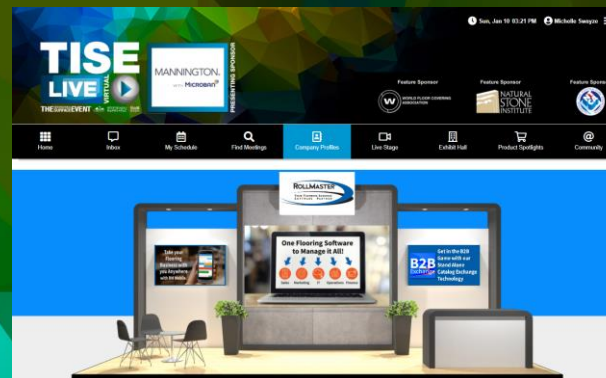 Sun, Jan 10 03:21 PM
Michelle Swayze
TISE
LIVE
VIRTUAL
MANNINGTON.
WITH MICROBAN
PRESENTING SPONSOR
Feature Sponsor
Feature Sponsor
Feature Sponsor
WORLD FLOOR COVERING
ASSOCIATION
NATURAL
STONE
INSTITUTE
Home
Inbox
My Schedule
Find Meetings
Company Profiles
Live Stage
Exhibit Hall
Product Spotlights
Community
ROLLMASTER
One Flooring Software
to Manage it All!
Sales
Marketing
IT
Operations
Finance
Take your
Flooring
Business with
you Anywhere
B2B
Exchange
Get in the B2B
Game with our
Stand Alone
Catalog Exchange
Technology